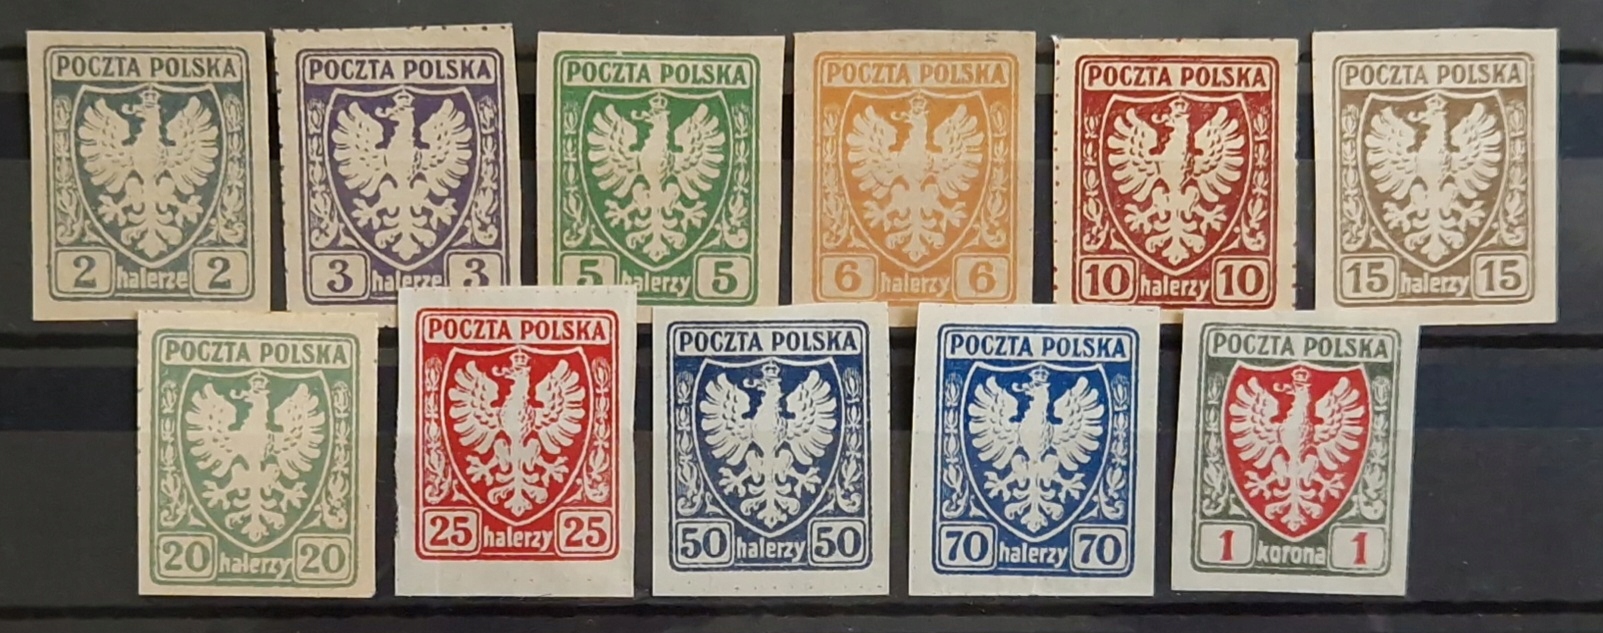 POCZTA POLSKA
2 halerze 2
POCZTA POLSKA
3 halerze 3
POCZTA POLSKA
5 halerzy 5
POCZTA POLSKA
6 halerzy 6
POCZTA POLSKA
10 halerzy 10
POCZTA POLSKA
15 halerzy 15
POCZTA POLSKA
20 halerzy 20
POCZTA POLSKA
25 halerzy 25
POCZTA POLSKA
50 halerzy 50
POCZTA POLSKA
70 halerzy 70
POCZTA POLSKA
1 korona 1